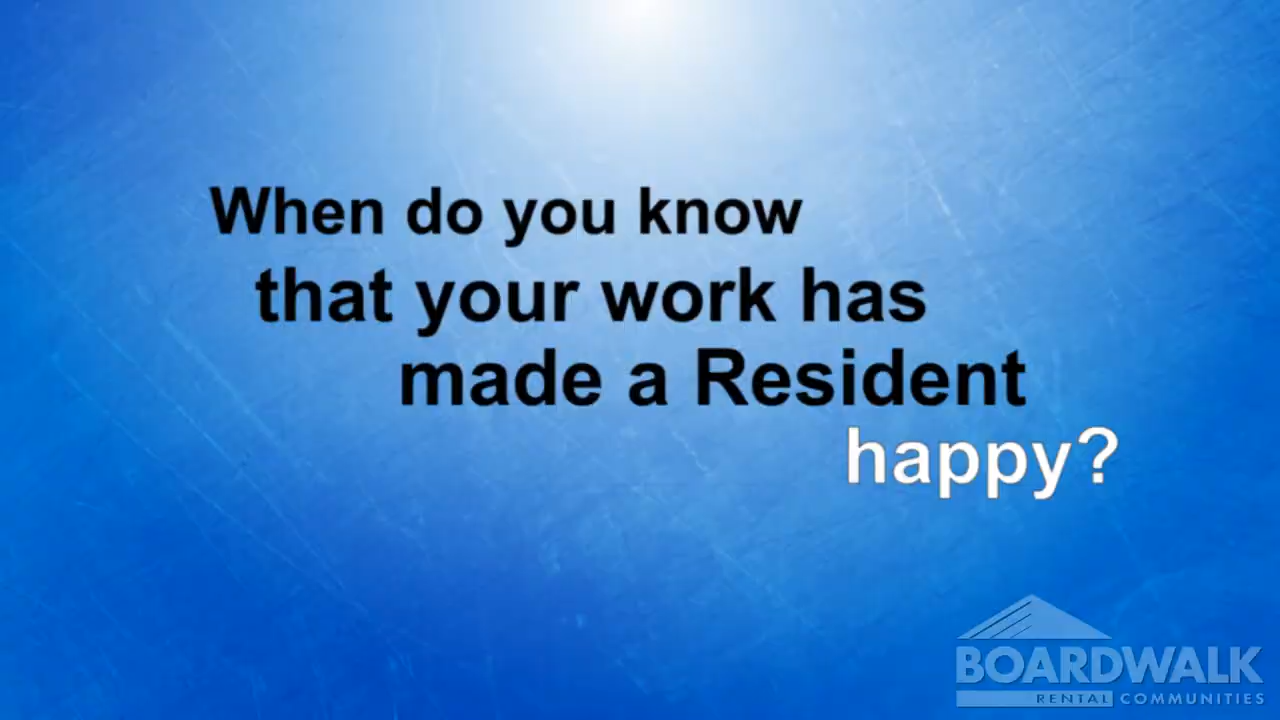 When do you know
that your work has
made a Resident
happy?
BOARDWALK
RENTAL COMMUNITIES